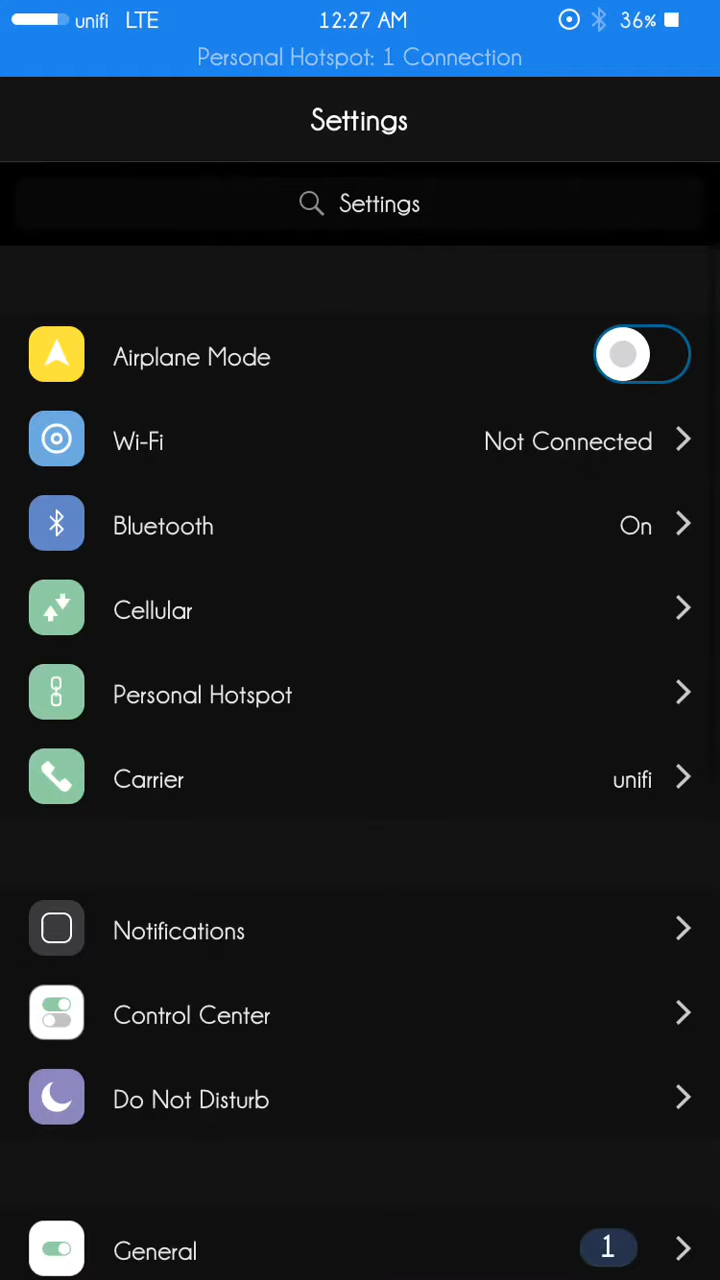 unifi LTE 12:27 AM 36%
Personal Hotspot: 1 Connection
Settings
Settings
Airplane Mode
Wi-Fi Not Connected
Bluetooth On
Cellular
Personal Hotspot
Carrier unifi
Notifications
Control Center
Do Not Disturb
General 1